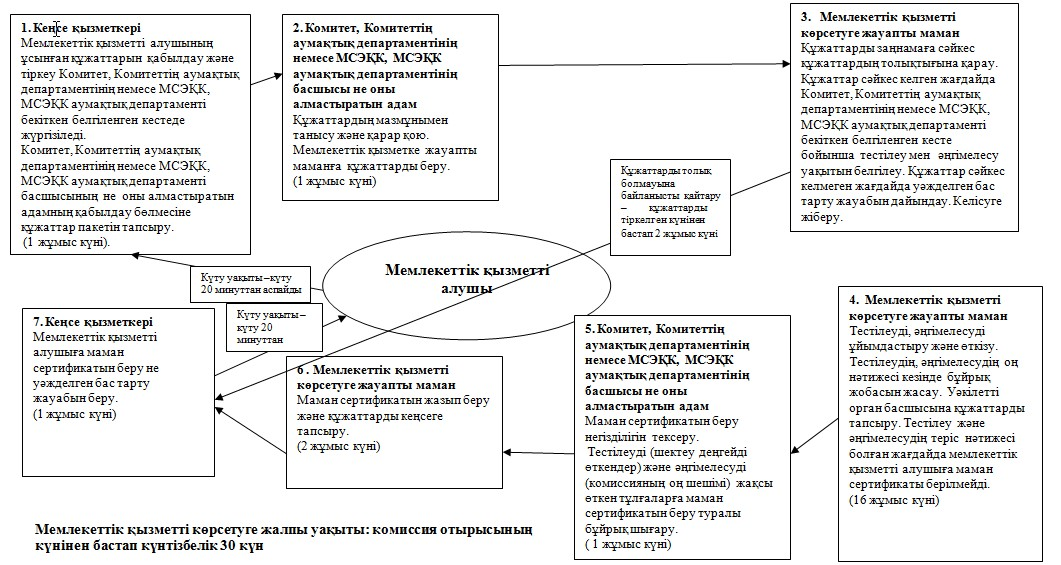 1. Кеңсе қызметкері
Мемлекеттік қызметті алушының
ұсынған құжаттарын қабылдау және
тіркеу Комитет, Комитеттің аумақтық
департаментінің немесе МСЭҚК,
МСЭҚК аумақтық департаменті
бекіткен белгіленген кестеде
жүргізіледі.
Комитет, Комитеттің аумақтық
департаментінің немесе МСЭҚК,
МСЭҚК аумақтық департаменті
басшысының не оны алмастыратын
адамның қабылдау бөлмесіне
құжаттар пакетін тапсыру.
(1 жұмыс күні).
2. Комитет, Комитеттің
аумақтық департаментінің
немесе МСЭҚК, МСЭҚК
аумақтық департаментінің
басшысы не оны
алмастыратын адам
Құжаттардың мазмұнымен
танысу және қарар қою.
Мемлекеттік қызметке жауапты
маманға құжаттарды беру.
(1 жұмыс күні)
3. Мемлекеттік қызметті
көрсетуге жауапты маман
Құжаттарды заңнамаға сәйкес
құжаттардың толықтығына қарау.
Құжаттар сәйкес келген жағдайда
Комитет, Комитеттің аумақтық
департаментінің немесе МСЭҚК,
МСЭҚК аумақтық департаменті
бекіткен белгіленген кесте
бойынша тестілеу мен әңгімелесу
уақытын белгілеу. Құжаттар сәйкес
келмеген жағдайда уәжделген бас
тарту жауабын дайындау. Келісуге
жіберу.
Құжаттарды толық
болмауына
байланысты қайтару
– құжаттарды
тіркелген күнінен
бастап 2 жұмыс күні
Мемлекеттік қызметті
алушы
Күту уақыты –күту
20 минуттан аспайды
Күту уақыты –
күту 20
минуттан
7. Кеңсе қызметкері
Мемлекеттік қызметті
алушыға маман
сертификатын беру не
уәжделген бас тарту
жауабын беру.
(1 жұмыс күні)
6. Мемлекеттік қызметті
көрсетуге жауапты маман
Маман сертификатын жазып беру
және құжаттарды кеңсеге
тапсыру.
(2 жұмыс күні)
5. Комитет, Комитеттің
аумақтық департаментінің
немесе МСЭҚК, МСЭҚК
аумақтық департаментінің
басшысы не оны
алмастыратын адам
Маман сертификатын беру
негізділігін тексеру.
Тестілеуді (шектеу деңгейді
өткендер) және әңгімелесуді
(комиссияның оң шешімі) жақсы
өткен тұлғаларға маман
сертификатын беру туралы
бұйрық шығару.
( 1 жұмыс күні)
4. Мемлекеттік қызметті
көрсетуге жауапты маман
Тестілеуді, әңгімелесуді
ұйымдастыру және өткізу.
Тестілеудің, әңгімелесудің оң
нәтижесі кезінде бұйрық
жобасын жасау. Уәкілетті
орган басшысына құжаттарды
тапсыру. Тестілеу және
әңгімелесудің теріс нәтижесі
болған жағдайда мемлекеттік
қызметті алушыға маман
сертификаты берілмейді.
(16 жұмыс күні)
Мемлекеттік қызметті көрсетуге жалпы уақыты: комиссия отырысының
күнінен бастап күнтізбелік 30 күн